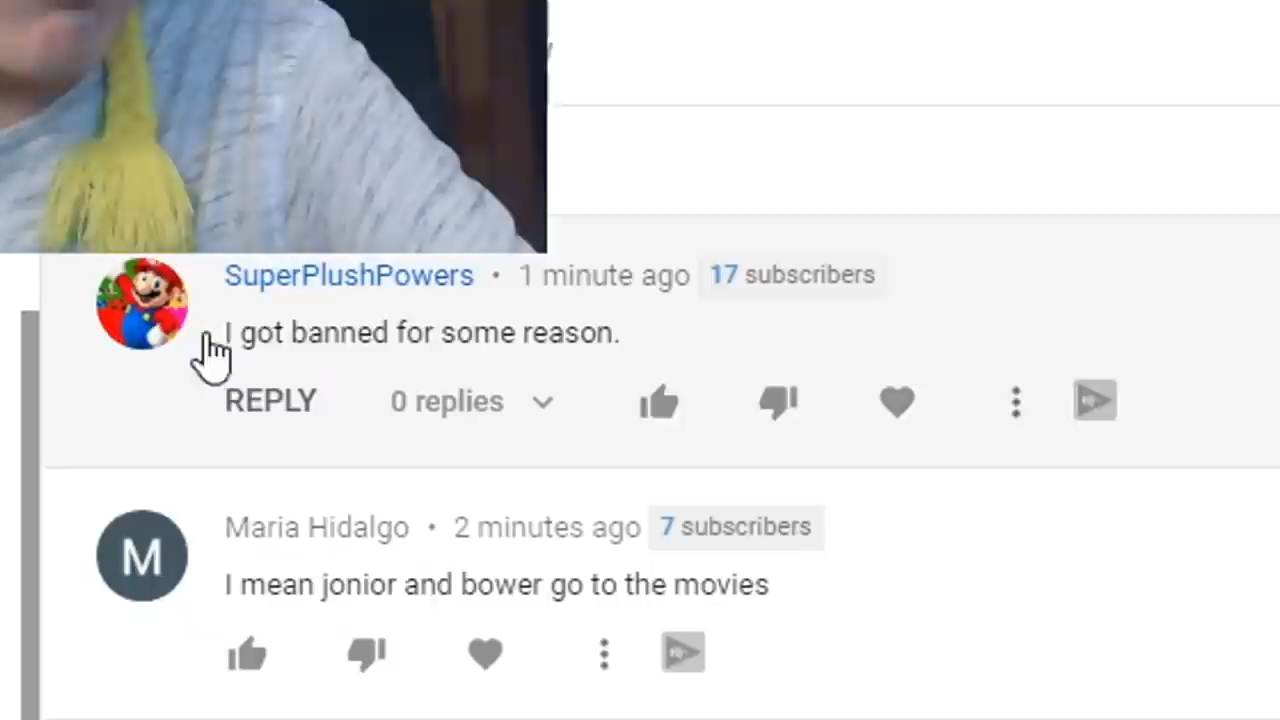 SuperPlushPowers • 1 minute ago 17 subscribers
I got banned for some reason.
REPLY 0 replies
M
Maria Hidalgo • 2 minutes ago 7 subscribers
I mean jonior and bower go to the movies